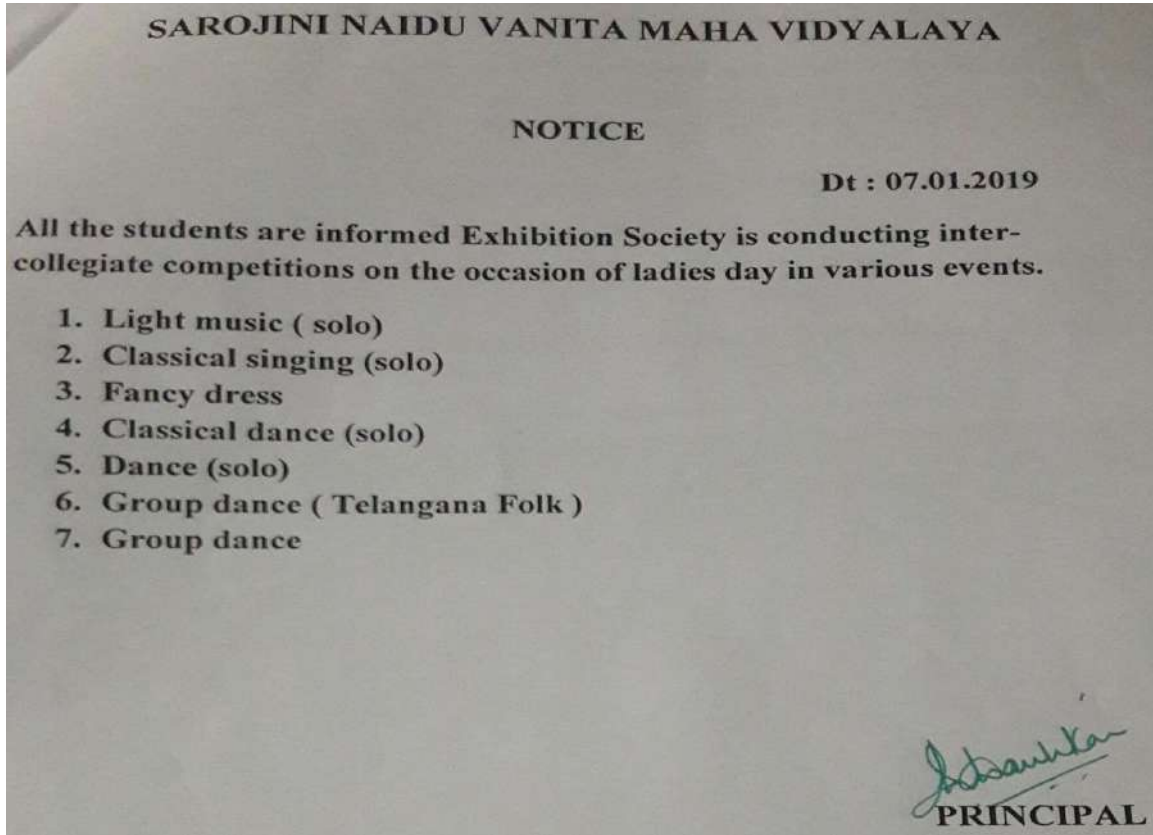 SAROJINI NAIDU VANITA MAHA VIDYALAYA
NOTICE
Dt : 07.01.2019
All the students are informed Exhibition Society is conducting inter-
collegiate competitions on the occasion of ladies day in various events.
1. Light music ( solo)
2. Classical singing (solo)
3. Fancy dress
4. Classical dance (solo)
5. Dance (solo)
6. Group dance ( Telangana Folk )
7. Group dance
PRINCIPAL